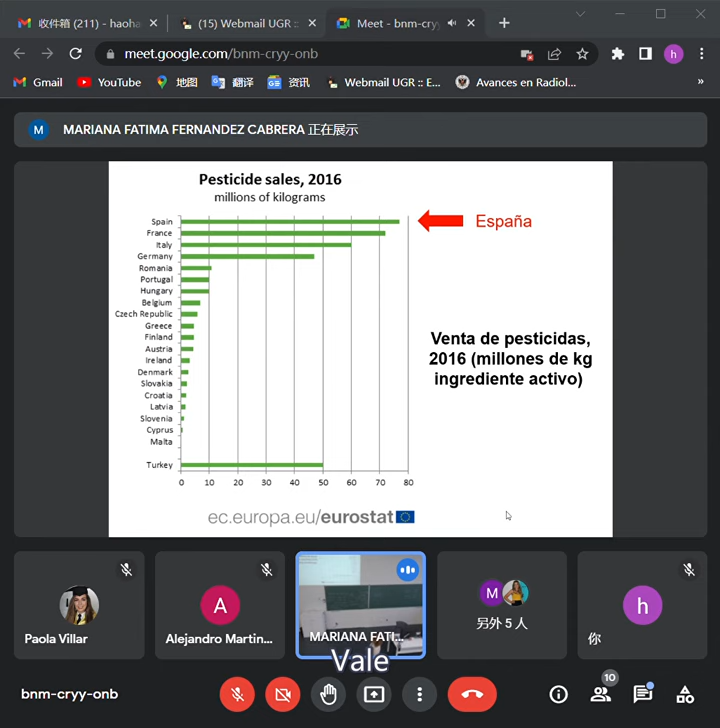 收件箱 (211) - haoha
(15) Webmail UGR ::
Meet - bnm-cryy
meet.google.com/bnm-cryy-onb
h
Gmail
YouTube
地图
翻译
资讯
Webmail UGR :: E...
Avances en Radiol...
»
M
MARIANA FATIMA FERNANDEZ CABRERA 正在展示
Pesticide sales, 2016
millions of kilograms
Spain
France
Italy
Germany
Romania
Portugal
Hungary
Belgium
Czech Republic
Greece
Finland
Austria
Ireland
Denmark
Slovakia
Croatia
Latvia
Slovenia
Cyprus
Malta
Turkey
0 10 20 30 40 50 60 70 80
España
Venta de pesticidas,
2016 (millones de kg
ingrediente activo)
ec.europa.eu/eurostat
Paola Villar
A
Alejandro Martin...
MARIANA FATI...
M
另外 5 人
h
你
Vale
bnm-cryy-onb
10